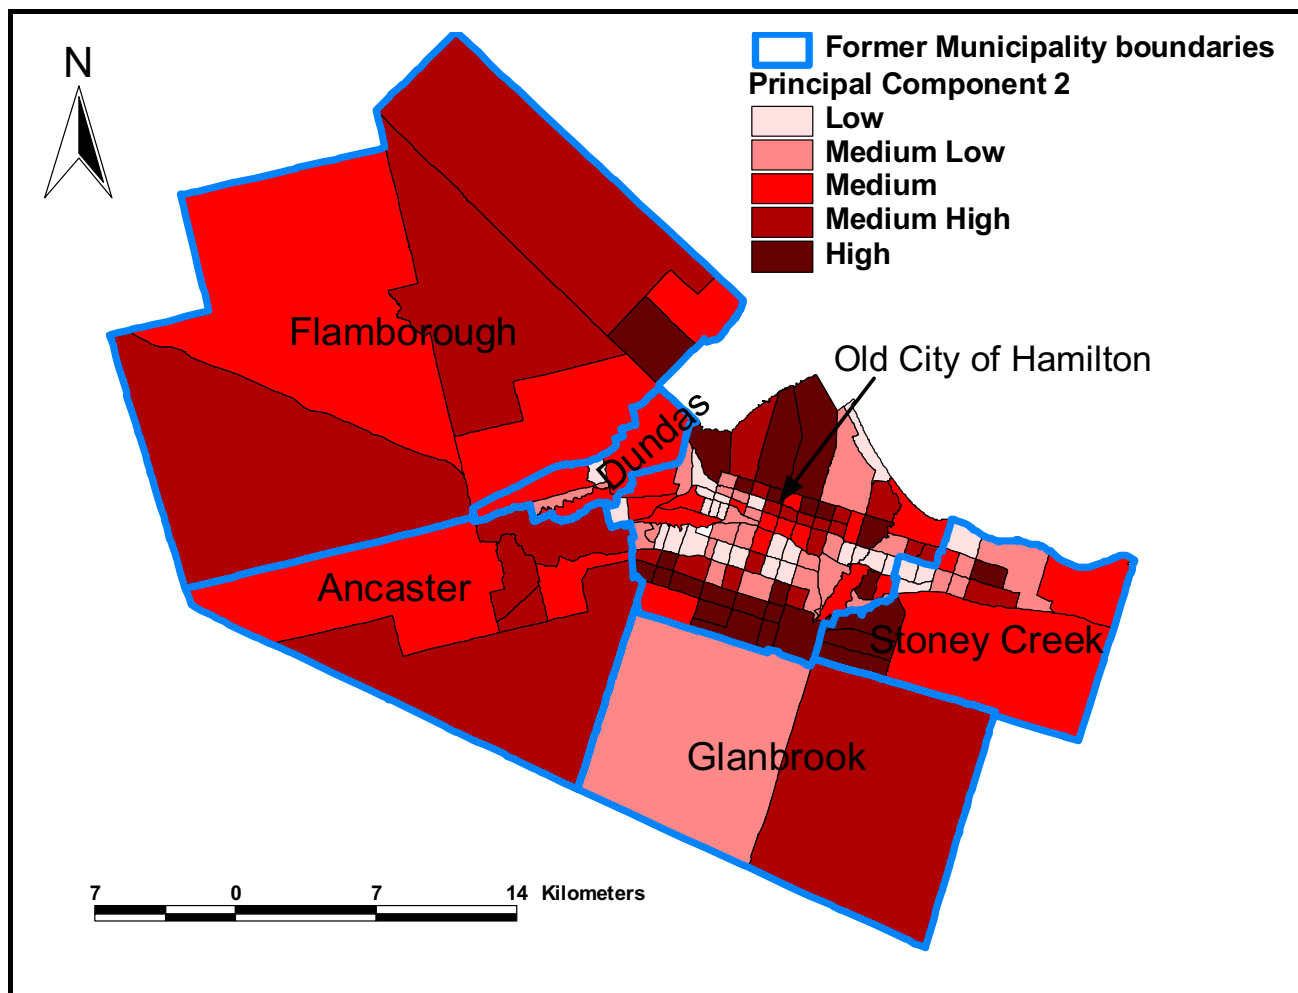 N
Former Municipality boundaries
Principal Component 2
Low
Medium Low
Medium
Medium High
High
Flamborough
Old City of Hamilton
Dundas
Ancaster
Stoney Creek
Glanbrook
7 0 7 14 Kilometers